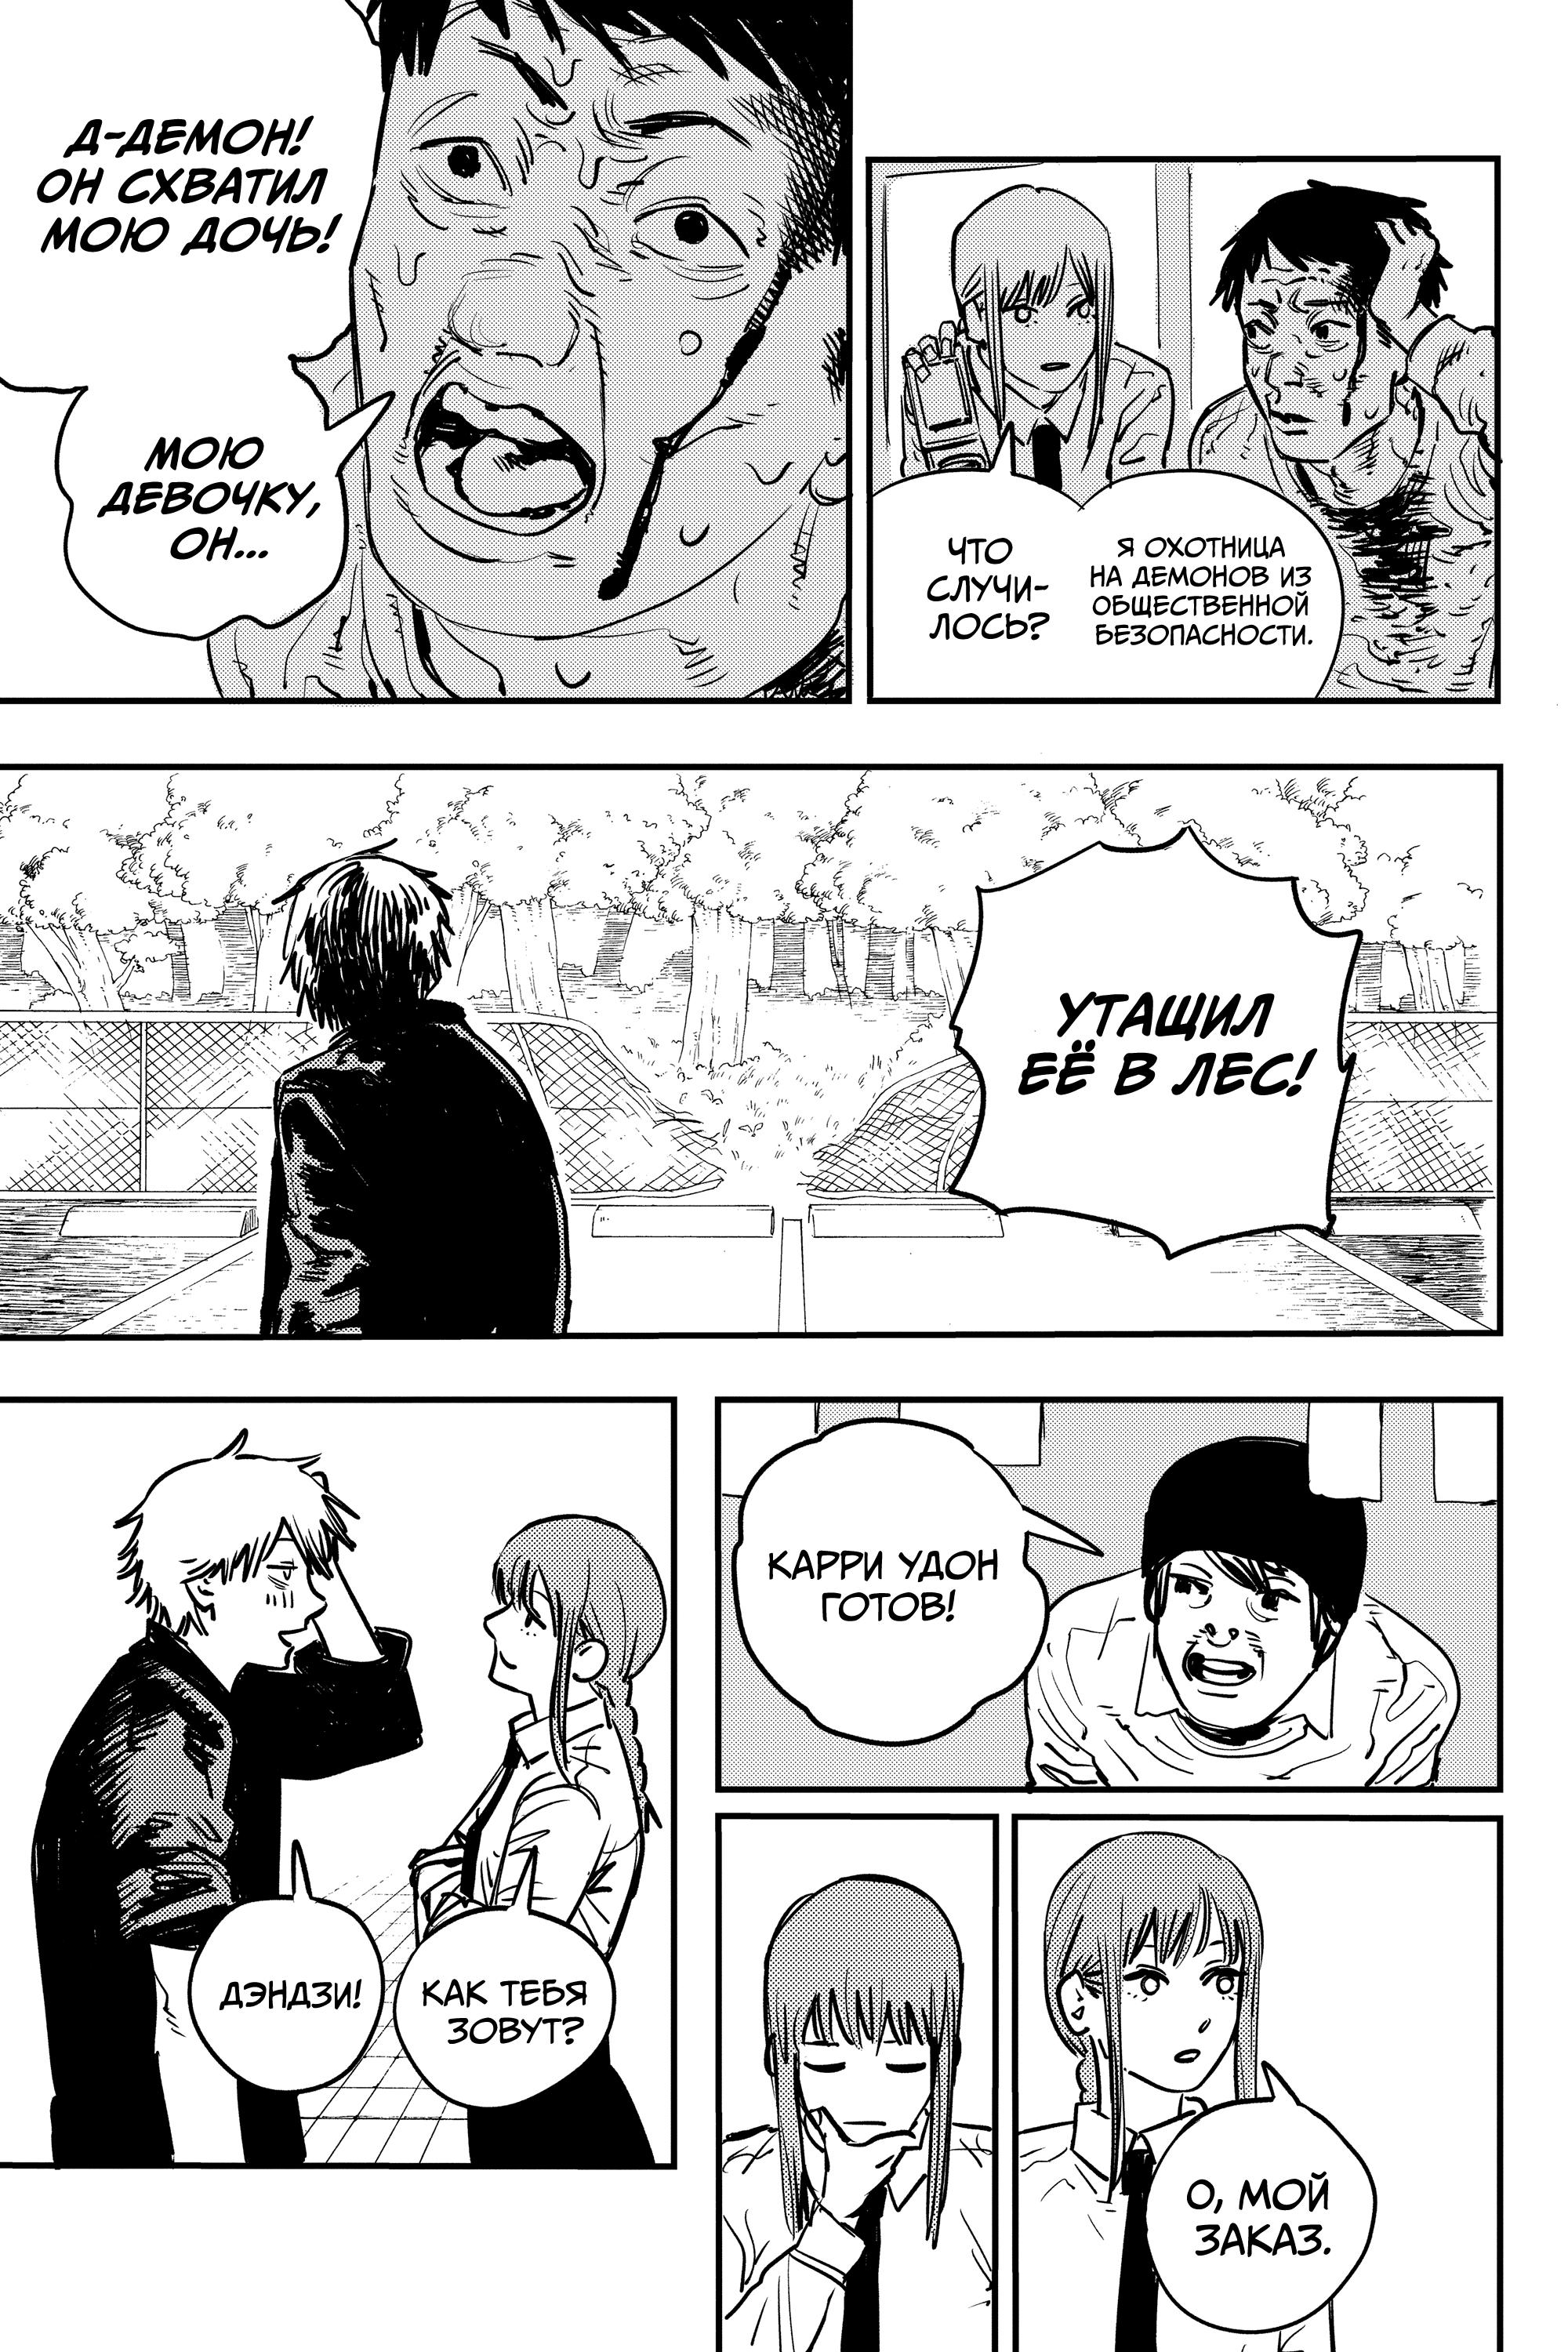 Я ОХОТНИЦА
НА ДЕМОНОВ ИЗ
ОБЩЕСТВЕННОЙ
БЕЗОПАСНОСТИ.
ЧТО
СЛУЧИ-
ЛОСЬ?
Д-ДЕМОН!
ОН СХВАТИЛ
МОЮ ДОЧЬ!
МОЮ
ДЕВОЧКУ,
ОН...
УТАЩИЛ
ЕЁ В ЛЕС!
КАРРИ УДОН
ГОТОВ!
О, МОЙ
ЗАКАЗ.
КАК ТЕБЯ
ЗОВУТ?
ДЭНДЗИ!